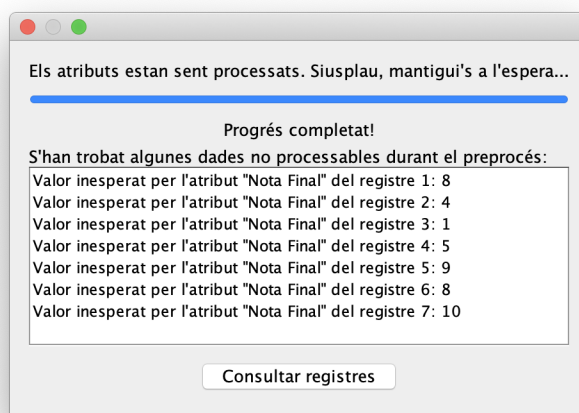 Els atributs estan sent processats. Siusplau, mantigui's a l'espera...
Progrés completat!
S'han trobat algunes dades no processables durant el preprocés:
Valor inesperat per l'atribut "Nota Final" del registre 1: 8
Valor inesperat per l'atribut "Nota Final" del registre 2: 4
Valor inesperat per l'atribut "Nota Final" del registre 3: 1
Valor inesperat per l'atribut "Nota Final" del registre 4: 5
Valor inesperat per l'atribut "Nota Final" del registre 5: 9
Valor inesperat per l'atribut "Nota Final" del registre 6: 8
Valor inesperat per l'atribut "Nota Final" del registre 7: 10
Consultar registres